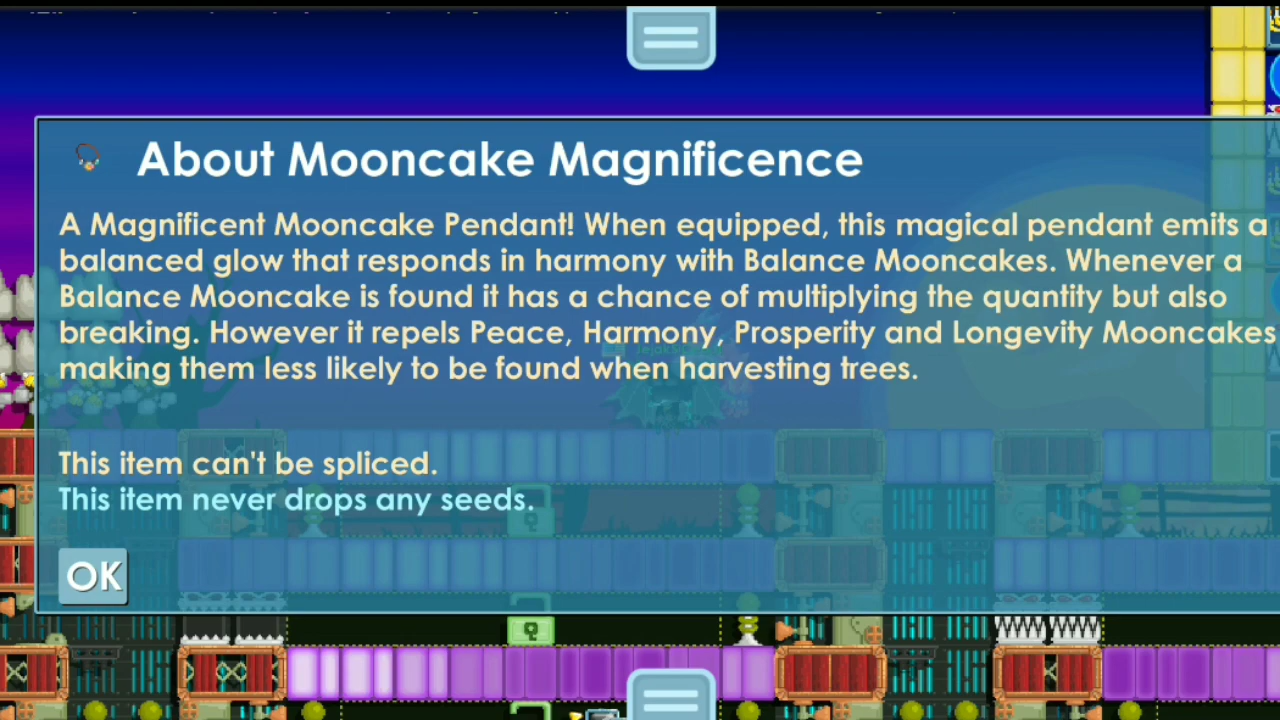 About Mooncake Magnificence
A Magnificent Mooncake Pendant! When equipped, this magical pendant emits a
balanced glow that responds in harmony with Balance Mooncakes. Whenever a
Balance Mooncake is found it has a chance of multiplying the quantity but also
breaking. However it repels Peace, Harmony, Prosperity and Longevity Mooncakes
making them less likely to be found when harvesting trees.
This item can't be spliced.
This item never drops any seeds.
OK